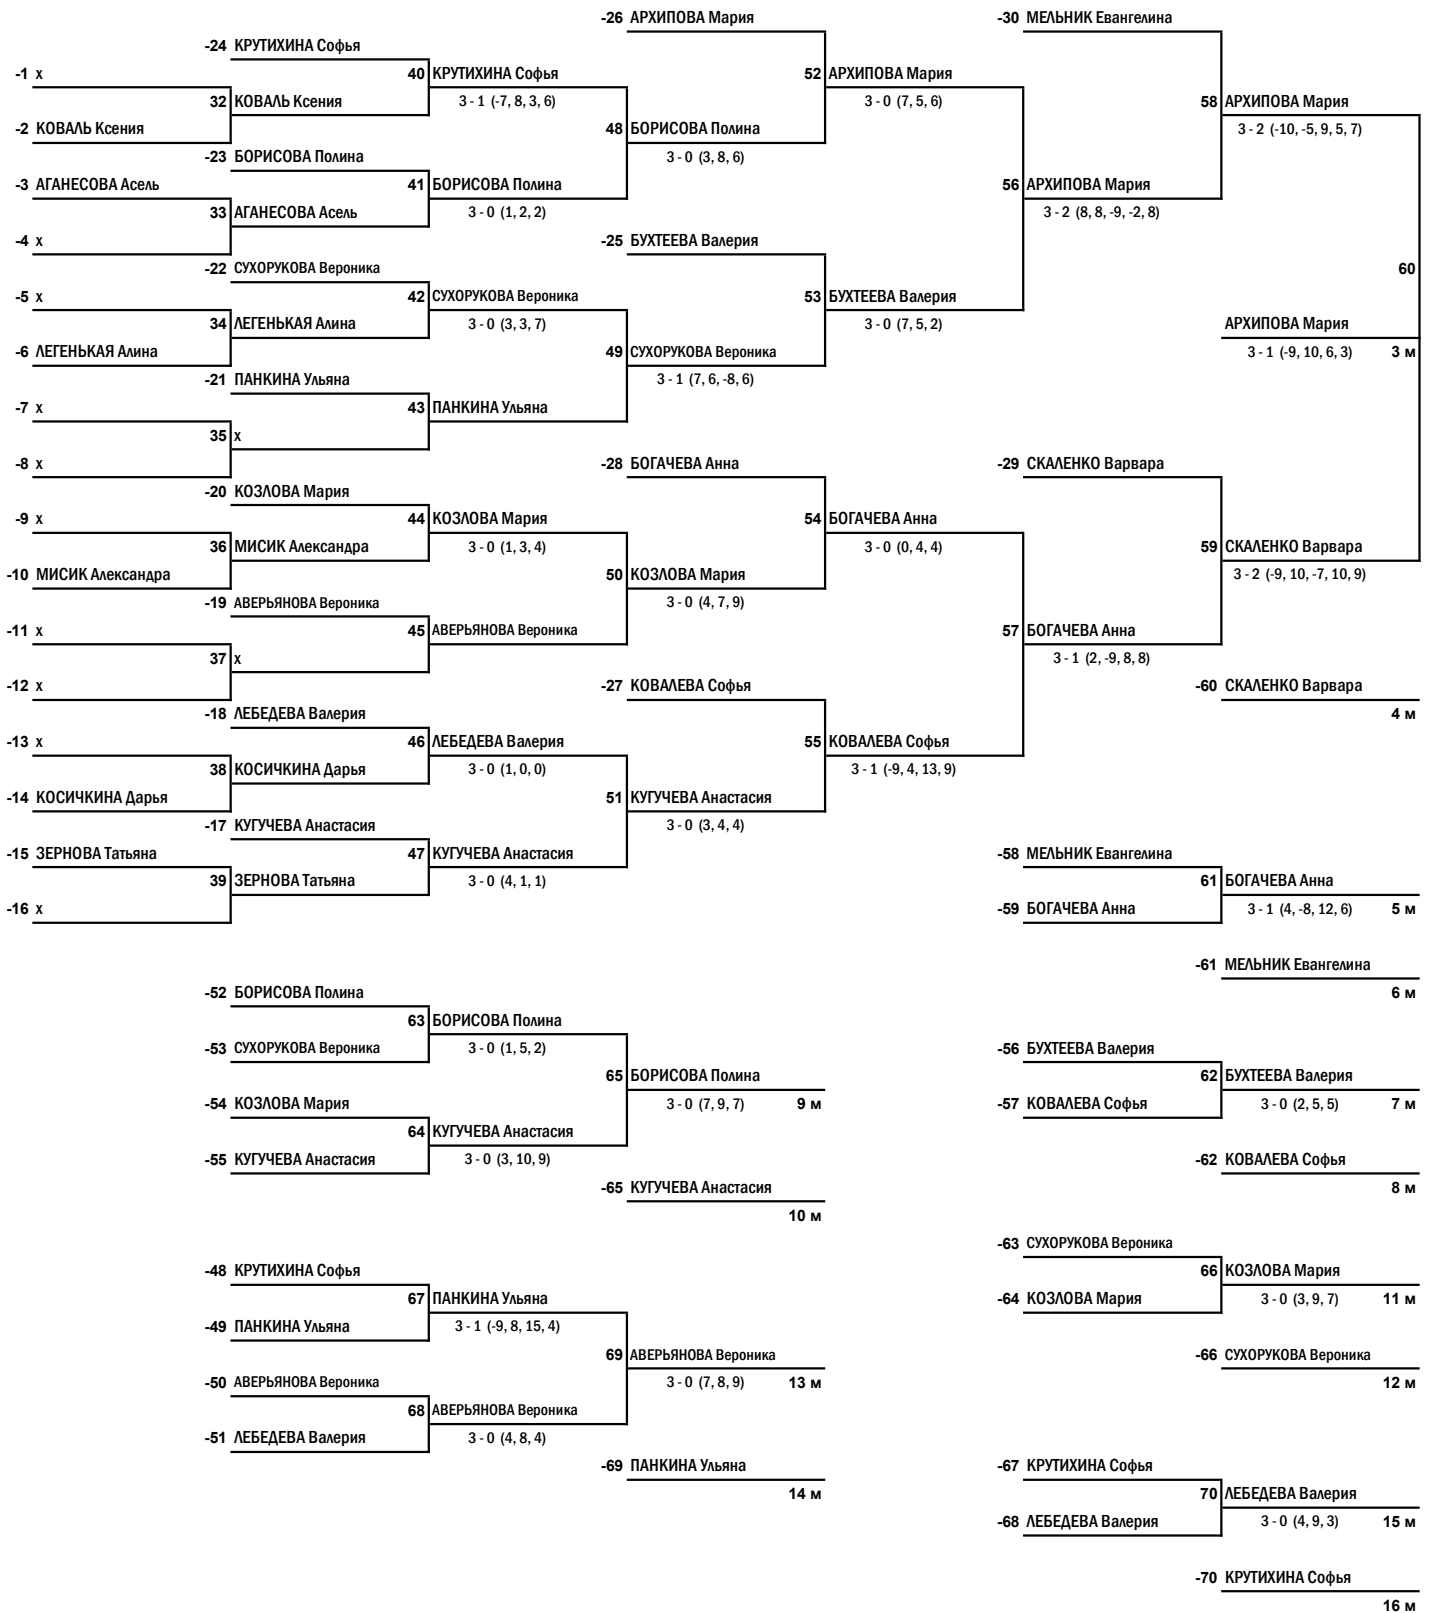 -26 АРХИПОВА Мария
-30 МЕЛЬНИК Евангелина
-24 КРУТИХИНА Софья
-1 х
40 КРУТИХИНА Софья
52 АРХИПОВА Мария
32 КОВАЛЬ Ксения
3 - 1 (-7, 8, 3, 6)
3 - 0 (7, 5, 6)
58 АРХИПОВА Мария
-2 КОВАЛЬ Ксения
48 БОРИСОВА Полина
3 - 2 (-10, -5, 9, 5, 7)
-23 БОРИСОВА Полина
3 - 0 (3, 8, 6)
-3 АГАНЕСОВА Асель
41 БОРИСОВА Полина
56 АРХИПОВА Мария
33 АГАНЕСОВА Асель
3 - 0 (1, 2, 2)
3 - 2 (8, 8, -9, -2, 8)
-4 х
-25 БУХТЕЕВА Валерия
-22 СУХОРУКОВА Вероника
60
-5 х
42 СУХОРУКОВА Вероника
53 БУХТЕЕВА Валерия
34 ЛЕГЕНЬКАЯ Алина
3 - 0 (3, 3, 7)
3 - 0 (7, 5, 2)
АРХИПОВА Мария
-6 ЛЕГЕНЬКАЯ Алина
49 СУХОРУКОВА Вероника
3 - 1 (-9, 10, 6, 3) 3 м
-21 ПАНКИНА Ульяна
3 - 1 (7, 6, -8, 6)
-7 х
43 ПАНКИНА Ульяна
35 х
-8 х
-28 БОГАЧЕВА Анна
-29 СКАЛЕНКО Варвара
-20 КОЗЛОВА Мария
-9 х
44 КОЗЛОВА Мария
54 БОГАЧЕВА Анна
36 МИСИК Александра
3 - 0 (1, 3, 4)
3 - 0 (0, 4, 4)
59 СКАЛЕНКО Варвара
-10 МИСИК Александра
50 КОЗЛОВА Мария
3 - 2 (-9, 10, -7, 10, 9)
-19 АВЕРЬЯНОВА Вероника
3 - 0 (4, 7, 9)
-11 х
45 АВЕРЬЯНОВА Вероника
57 БОГАЧЕВА Анна
37 х
3 - 1 (2, -9, 8, 8)
-12 х
-27 КОВАЛЕВА Софья
-60 СКАЛЕНКО Варвара
-18 ЛЕБЕДЕВА Валерия
4 м
-13 х
46 ЛЕБЕДЕВА Валерия
55 КОВАЛЕВА Софья
38 КОСИЧКИНА Дарья
3 - 0 (1, 0, 0)
3 - 1 (-9, 4, 13, 9)
-14 КОСИЧКИНА Дарья
51 КУГУЧЕВА Анастасия
-17 КУГУЧЕВА Анастасия
3 - 0 (3, 4, 4)
-15 ЗЕРНОВА Татьяна
47 КУГУЧЕВА Анастасия
-58 МЕЛЬНИК Евангелина
39 ЗЕРНОВА Татьяна
3 - 0 (4, 1, 1)
61 БОГАЧЕВА Анна
-16 х
-59 БОГАЧЕВА Анна
3 - 1 (4, -8, 12, 6) 5 м
-61 МЕЛЬНИК Евангелина
-52 БОРИСОВА Полина
6 м
63 БОРИСОВА Полина
-53 СУХОРУКОВА Вероника
3 - 0 (1, 5, 2)
-56 БУХТЕЕВА Валерия
65 БОРИСОВА Полина
62 БУХТЕЕВА Валерия
-54 КОЗЛОВА Мария
3 - 0 (7, 9, 7) 9 м
-57 КОВАЛЕВА Софья
3 - 0 (2, 5, 5) 7 м
64 КУГУЧЕВА Анастасия
-55 КУГУЧЕВА Анастасия
3 - 0 (3, 10, 9)
-62 КОВАЛЕВА Софья
-65 КУГУЧЕВА Анастасия
8 м
10 м
-63 СУХОРУКОВА Вероника
-48 КРУТИХИНА Софья
66 КОЗЛОВА Мария
67 ПАНКИНА Ульяна
-64 КОЗЛОВА Мария
3 - 0 (3, 9, 7) 11 м
-49 ПАНКИНА Ульяна
3 - 1 (-9, 8, 15, 4)
69 АВЕРЬЯНОВА Вероника
-66 СУХОРУКОВА Вероника
-50 АВЕРЬЯНОВА Вероника
3 - 0 (7, 8, 9) 13 м
12 м
68 АВЕРЬЯНОВА Вероника
-51 ЛЕБЕДЕВА Валерия
3 - 0 (4, 8, 4)
-69 ПАНКИНА Ульяна
-67 КРУТИХИНА Софья
14 м
70 ЛЕБЕДЕВА Валерия
-68 ЛЕБЕДЕВА Валерия
3 - 0 (4, 9, 3) 15 м
-70 КРУТИХИНА Софья
16 м